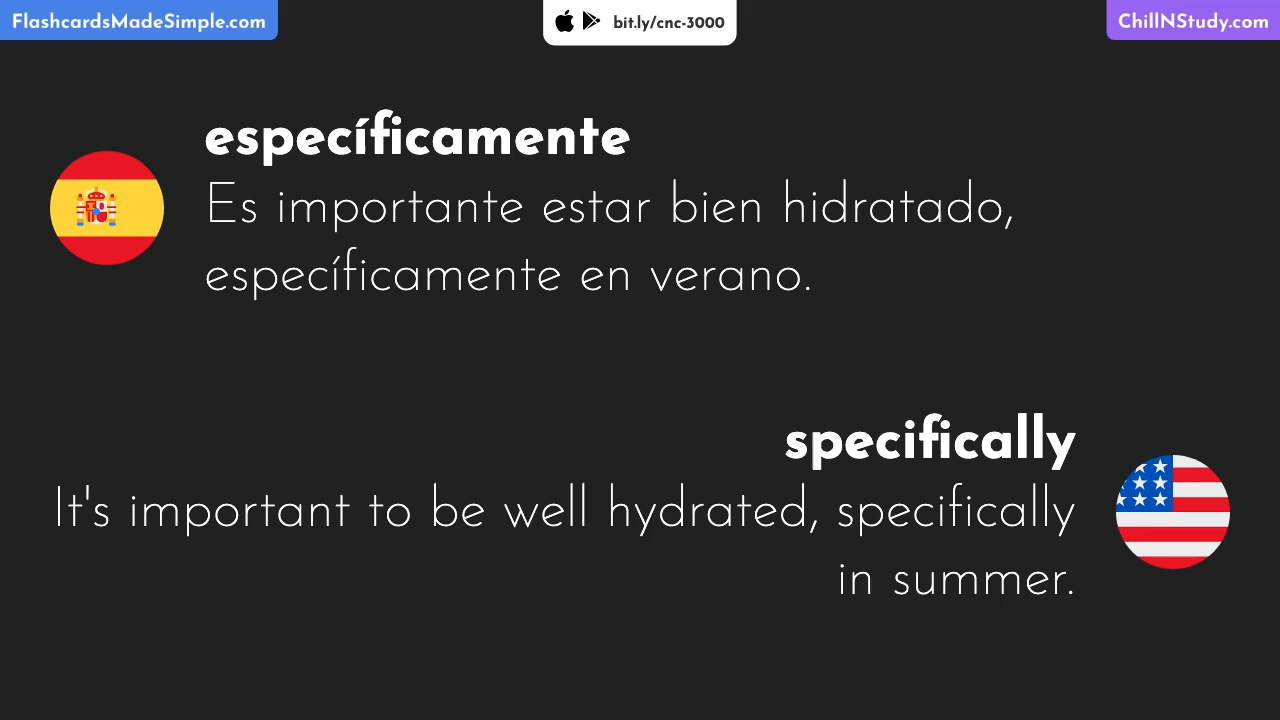 FlashcardsMadeSimple.com
bit.ly/cnc-3000
ChillNStudy.com
específicamente
Es importante estar bien hidratado,
específicamente en verano.
specifically
It's important to be well hydrated, specifically
in summer.